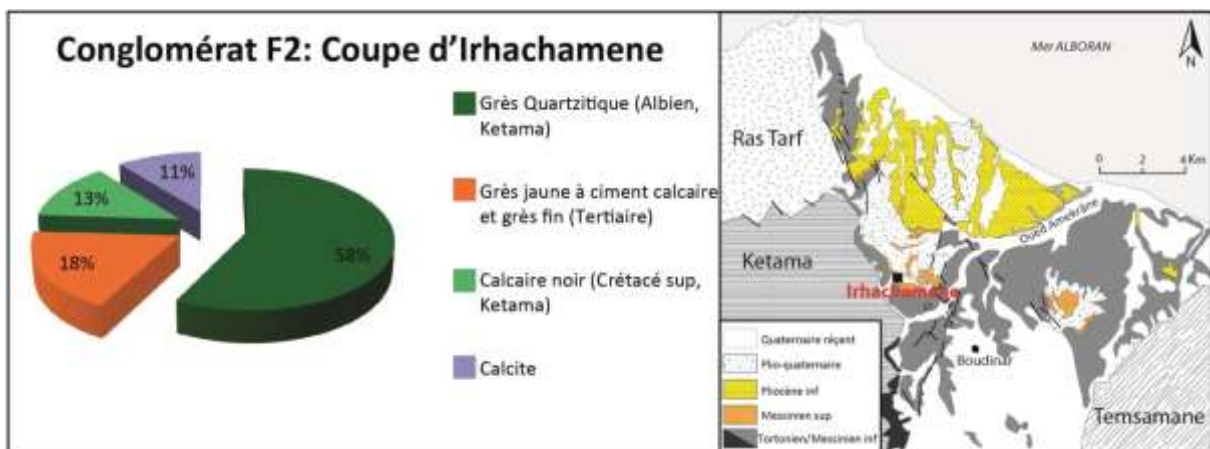 Conglomérat F2: Coupe d'Irhachamene
58%
18%
13%
11%
Grès Quartzitique (Albien,
Ketama)
Grès jaune à ciment calcaire
et grès fin (Tertiaire)
Calcaire noir (Crétacé sup,
Ketama)
Calcite
Mer ALBORAN
N
Ras Tarf
0 2 4 Km
Oued Amekrane
Ketama
Irhachamene
Boudinar
Temsamane
Quaternaire réçant
Plio-quaternaire
Pliocène inf
Messinien sup
Tortonien/Messinien inf